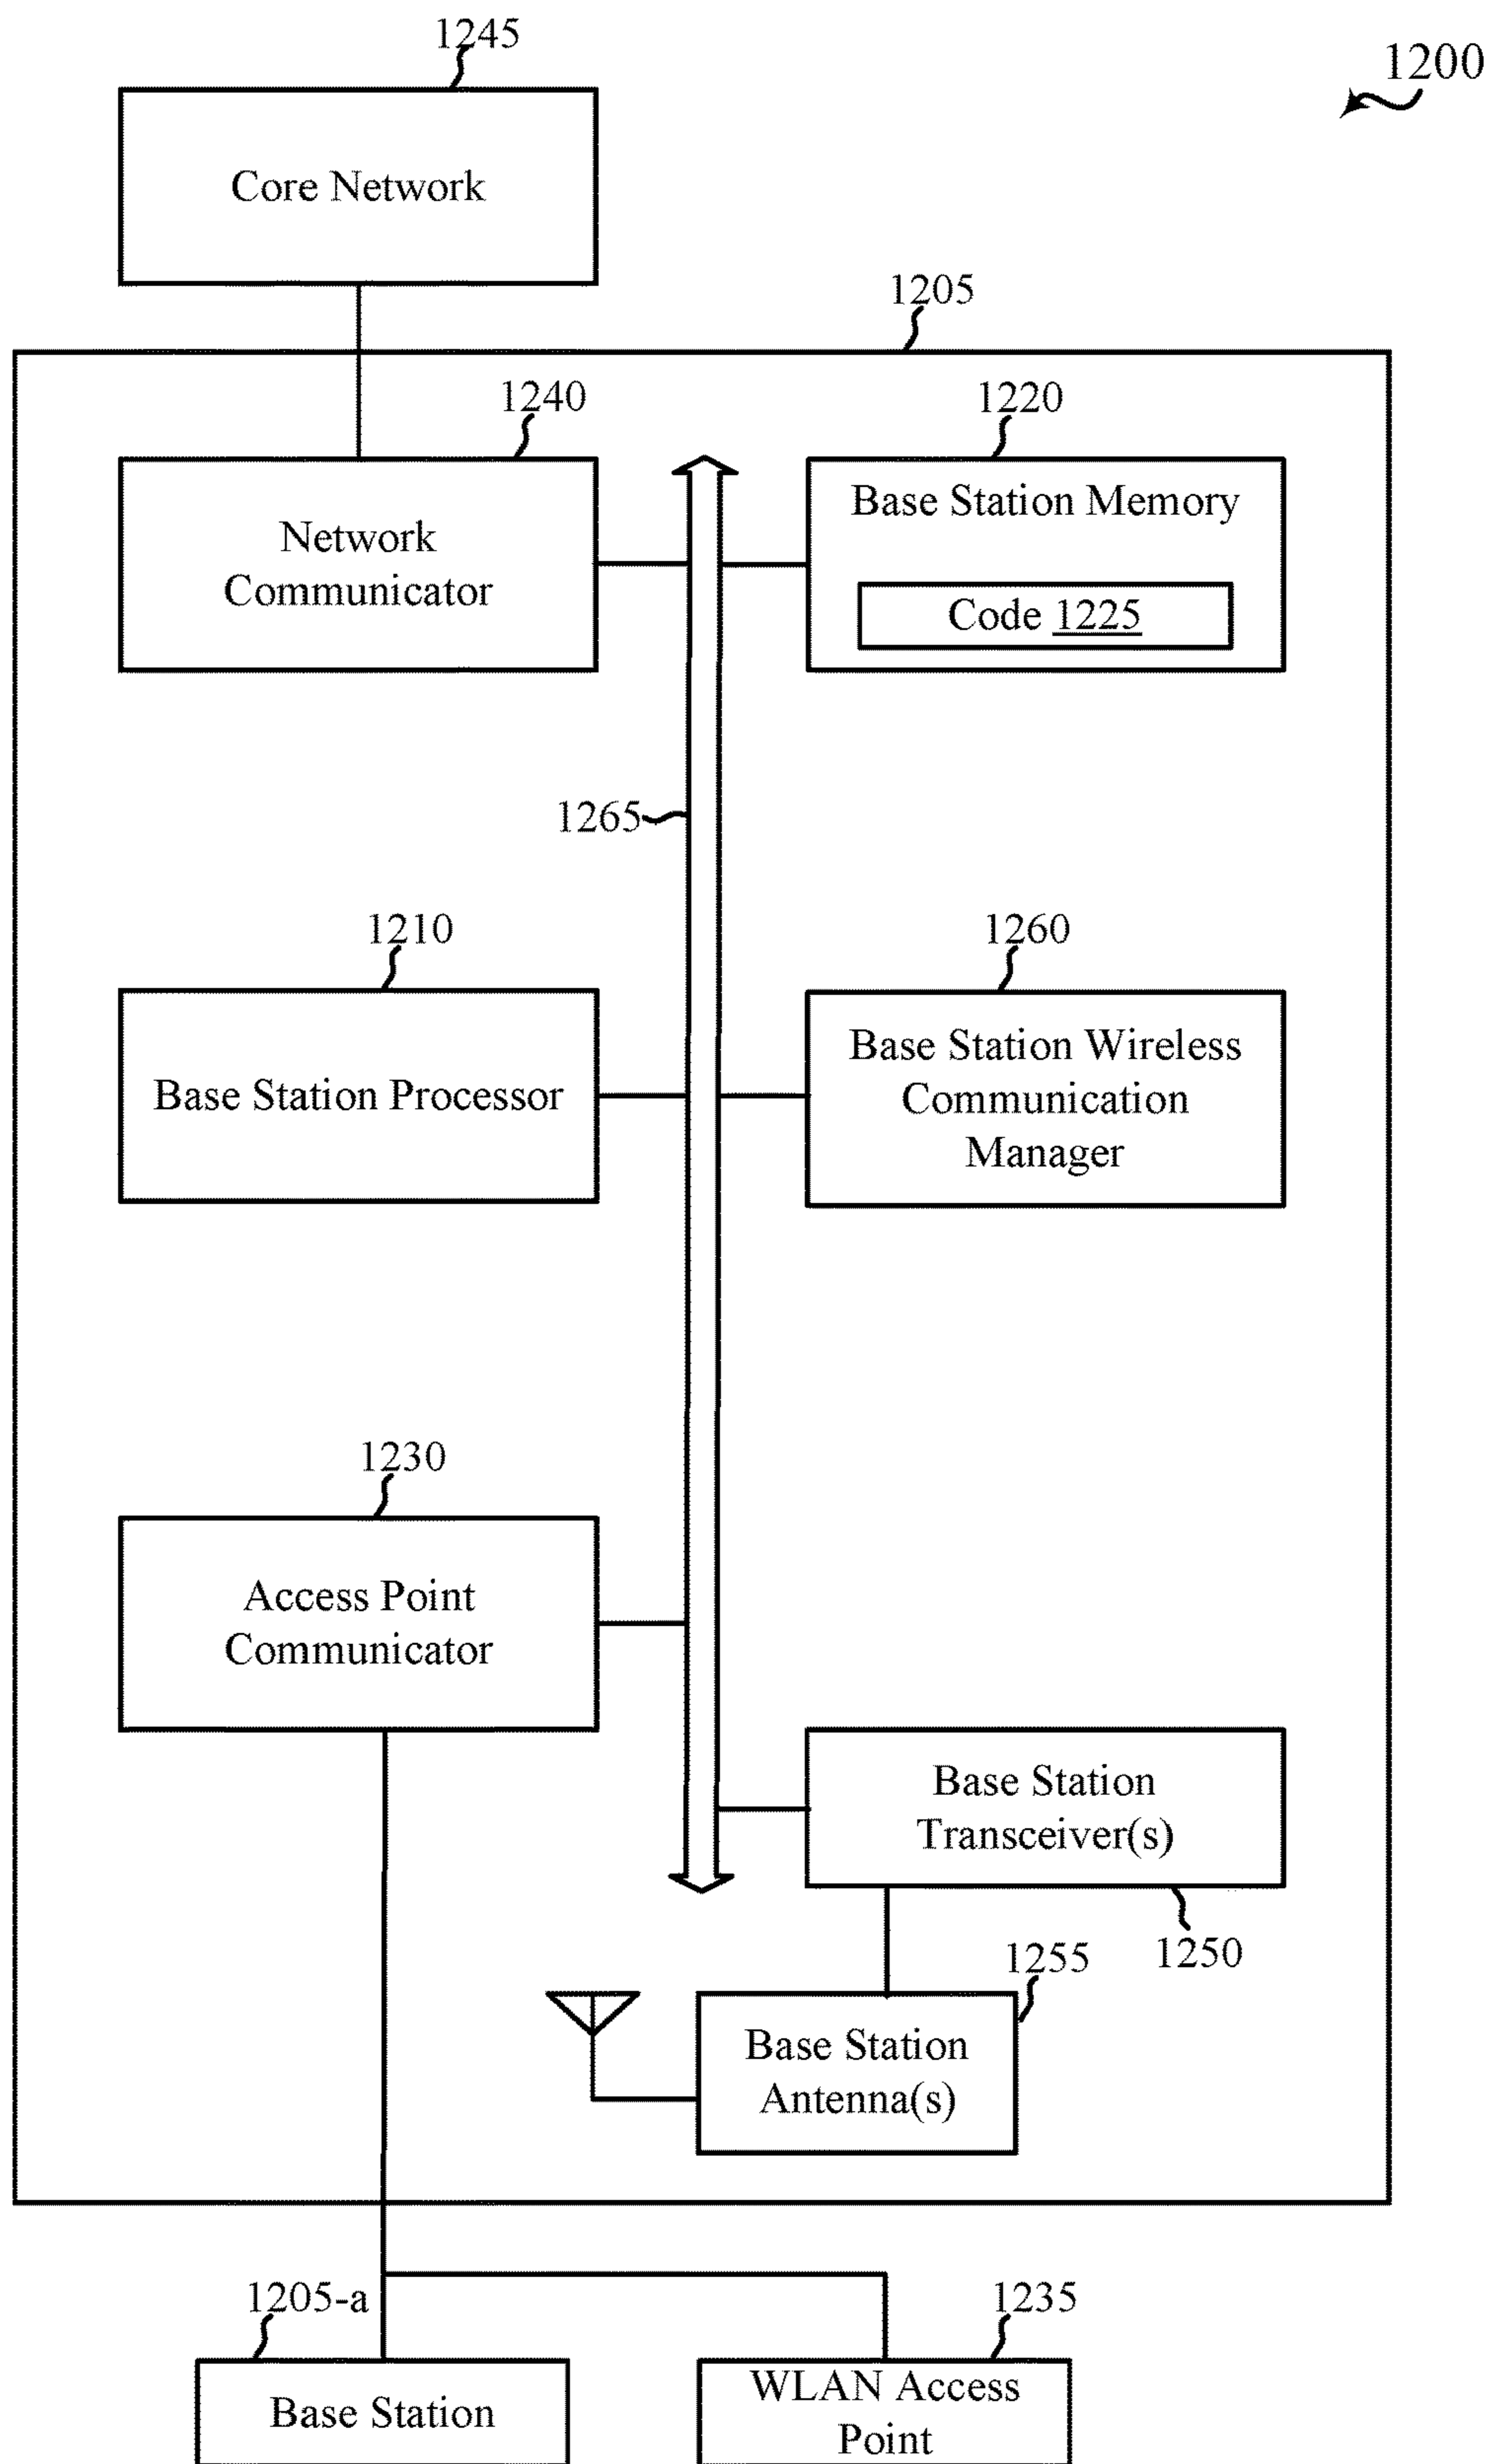 1245
1200
Core Network
1205
1240
1220
Network
Communicator
Base Station Memory
Code 1225
1265
1210
1260
Base Station Processor
Base Station Wireless
Communication
Manager
1230
Access Point
Communicator
Base Station
Transceiver(s)
1250
1255
Base Station
Antenna(s)
1205-a
1235
Base Station
WLAN Access
Point